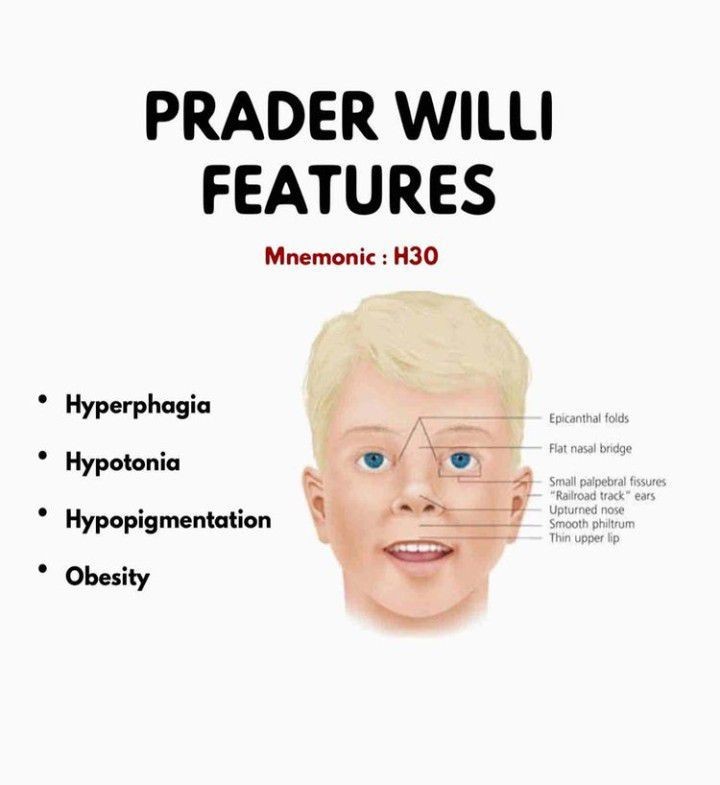 PRADER WILLI
FEATURES
Mnemonic : H30
• Hyperphagia
• Hypotonia
• Hypopigmentation
• Obesity
Epicanthal folds
Flat nasal bridge
Small palpebral fissures
"Railroad track" ears
Upturned nose
Smooth philtrum
Thin upper lip